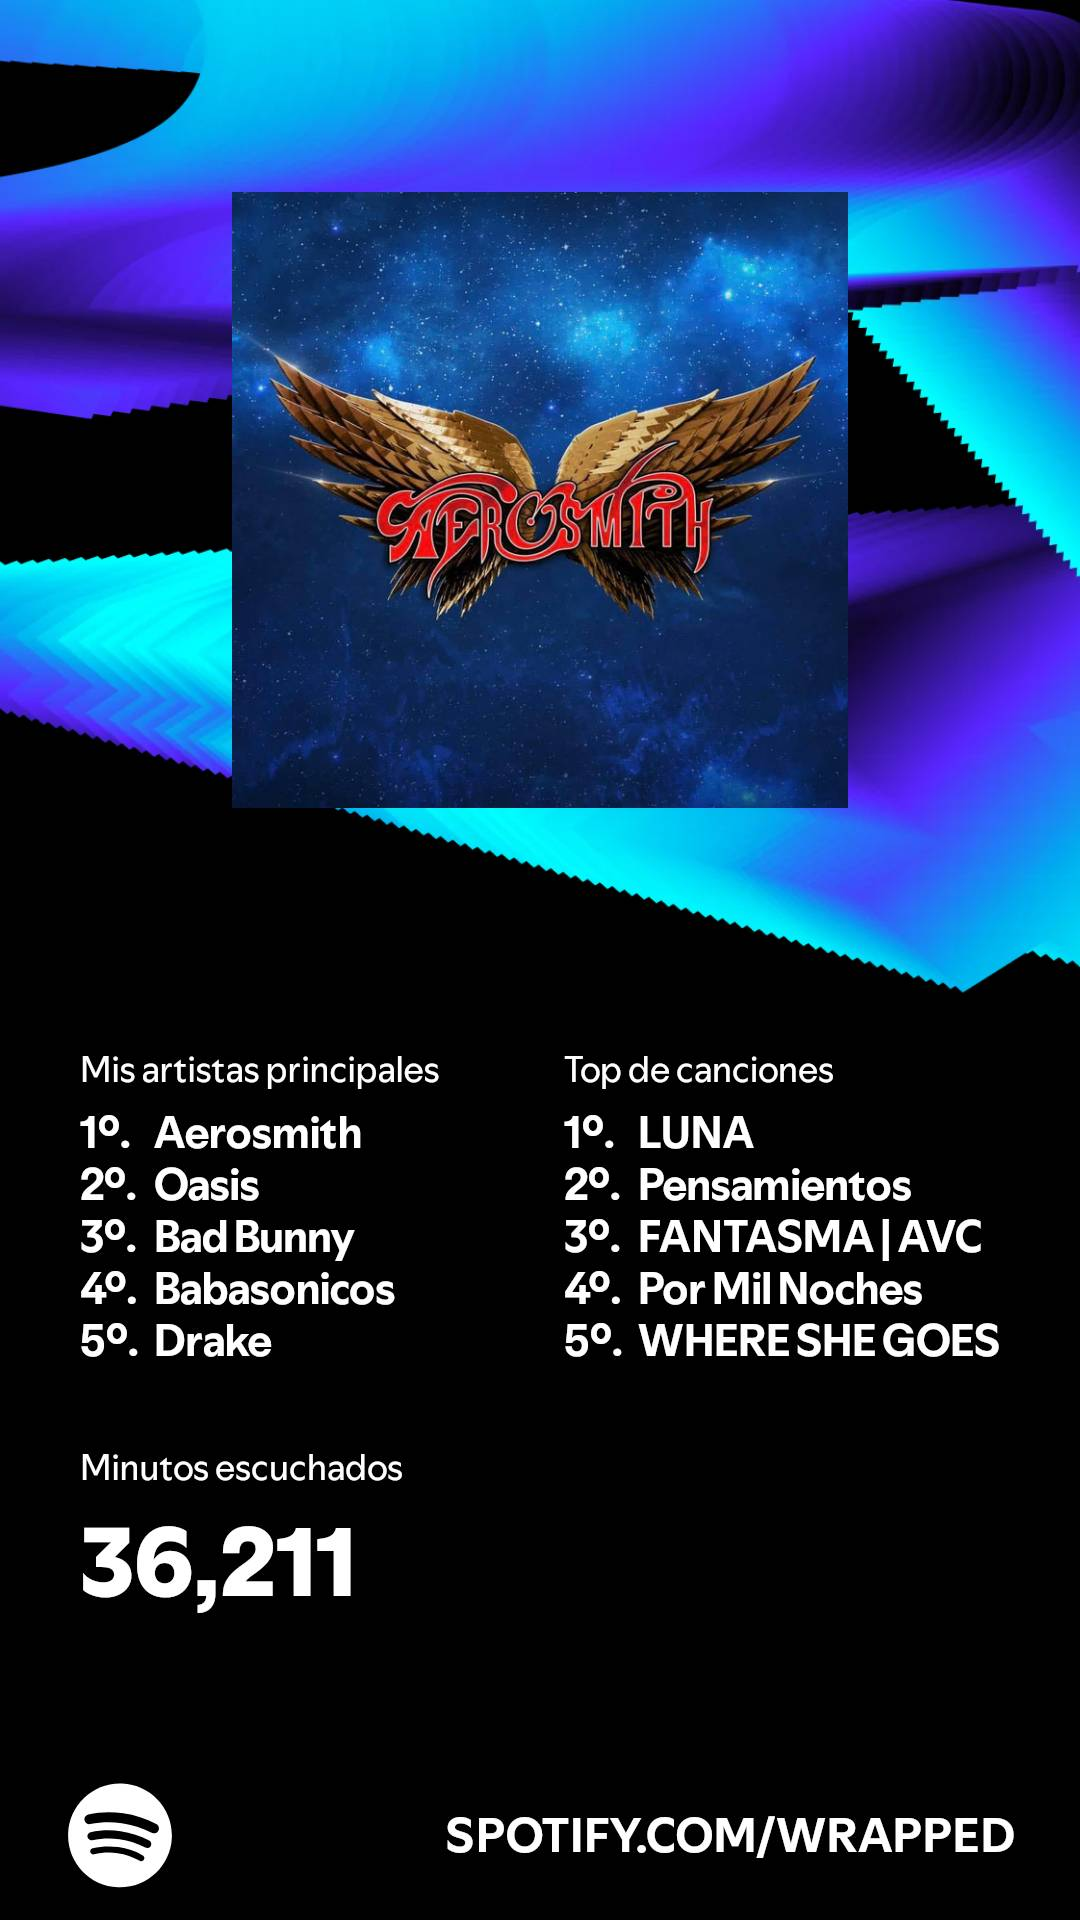 AEROSMITH
Mis artistas principales
1º. Aerosmith
2º. Oasis
3º. Bad Bunny
4º. Babasonicos
5º. Drake
Top de canciones
1º. LUNA
2º. Pensamientos
3º. FANTASMA | AVC
4º. Por Mil Noches
5º. WHERE SHE GOES
Minutos escuchados
36,211
SPOTIFY.COM/WRAPPED